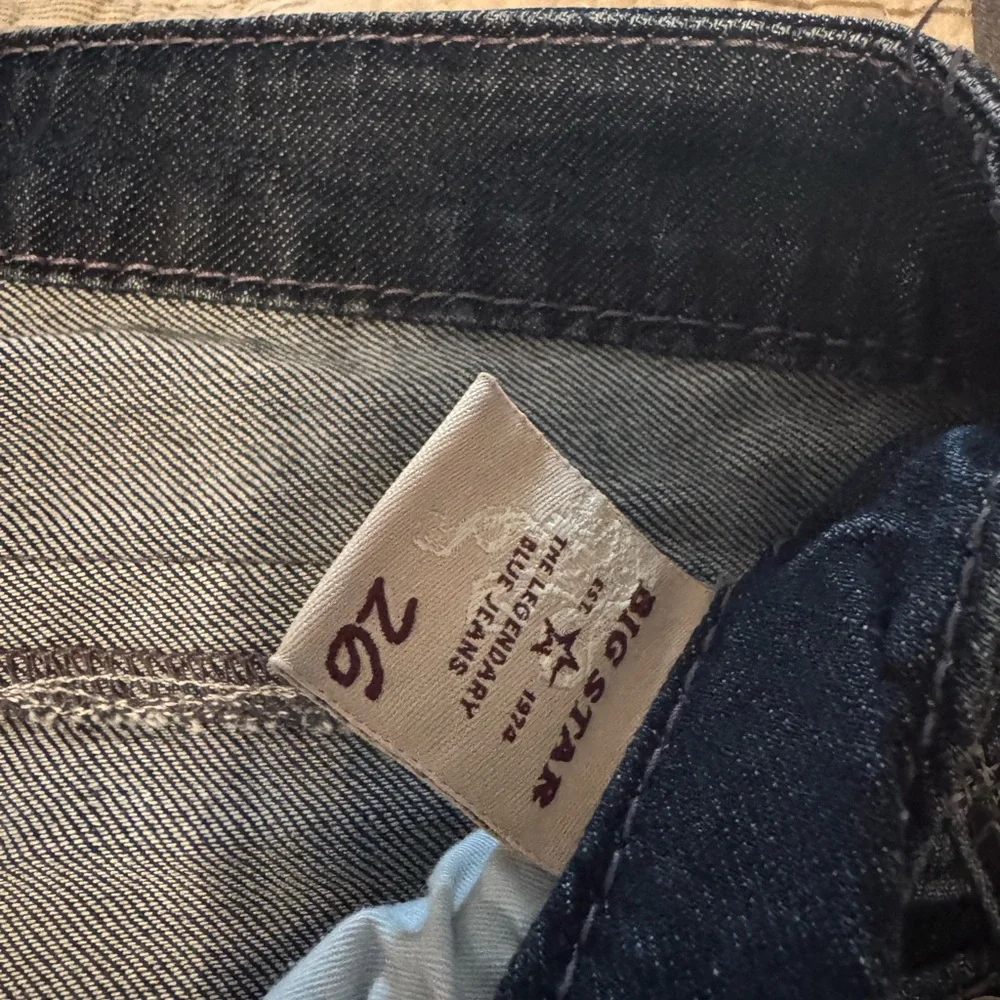 BIG STAR
EST. 1974
THE LEGENDARY
BLUE JEANS
26